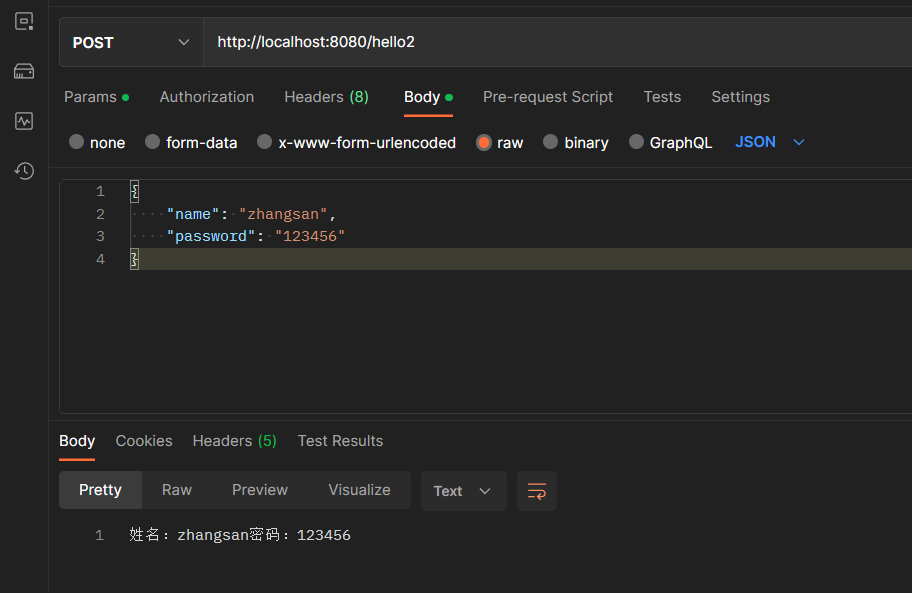 POST http://localhost:8080/hello2
Params Authorization Headers (8) Body Pre-request Script Tests Settings
none form-data x-www-form-urlencoded raw binary GraphQL JSON
1 {
2 "name": "zhangsan",
3 "password": "123456"
4 }
Body Cookies Headers (5) Test Results
Pretty Raw Preview Visualize Text
1 姓名：zhangsan密码：123456